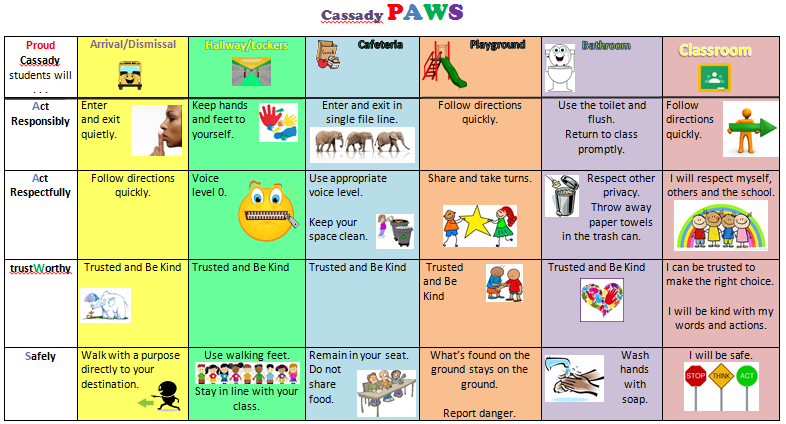 Cassady PAWS
Proud
Cassady
students will
. . .
Arrival/Dismissal
Hallway/Lockers
Cafeteria
Playground
Bathroom
Classroom
Act
Responsibly
Enter
and exit
quietly.
Keep hands
and feet to
yourself.
Enter and exit in
single file line.
Follow directions
quickly.
Use the toilet and
flush.
Return to class
promptly.
Follow
directions
quickly.
Act
Respectfully
Follow directions
quickly.
Voice
level 0.
Use appropriate
voice level.
Keep your
space clean.
Share and take turns.
Respect other
privacy.
Throw away
paper towels
in the trash can.
I will respect myself,
others and the school.
trustWorthy
Trusted and Be Kind
Trusted and Be Kind
Trusted and Be Kind
Trusted
and Be
Kind
Trusted and Be Kind
I can be trusted to
make the right choice.
I will be kind with my
words and actions.
Safely
Walk with a purpose
directly to your
destination.
Use walking feet.
Stay in line with your
class.
Remain in your seat.
Do not
share
food.
What's found on the
ground stays on the
ground.
Report danger.
Wash
hands
with
soap.
I will be safe.
STOP
THINK
ACT